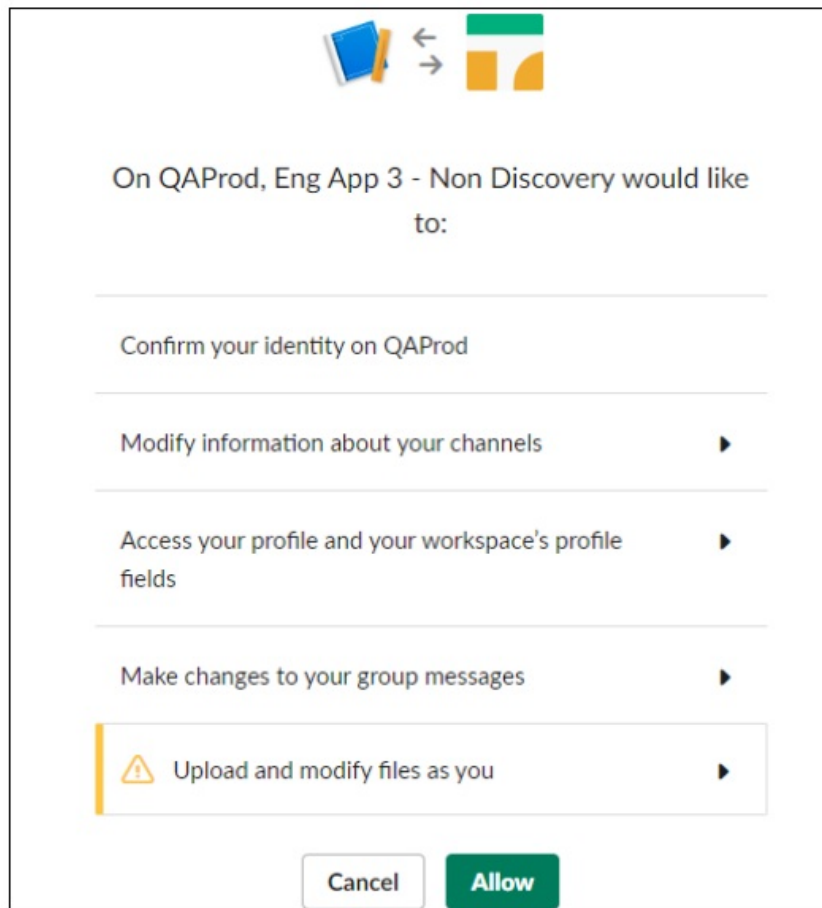 On QAProd, Eng App 3 - Non Discovery would like
to:
Confirm your identity on QAProd
Modify information about your channels
Access your profile and your workspace's profile
fields
Make changes to your group messages
Upload and modify files as you
Cancel
Allow